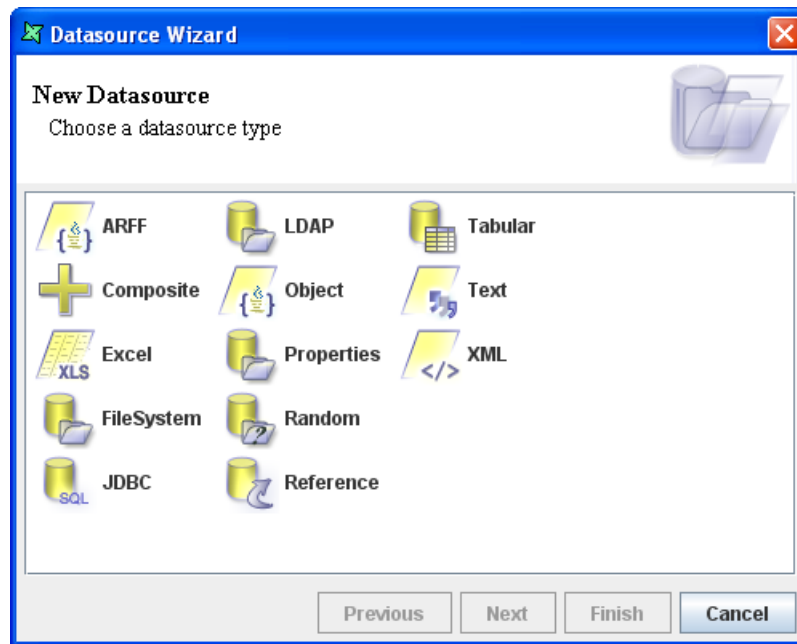 Datasource Wizard
New Datasource
Choose a datasource type
ARFF
LDAP
Tabular
Composite
Object
Text
Excel
Properties
XML
FileSystem
Random
JDBC
Reference
XLS
SQL
Previous
Next
Finish
Cancel